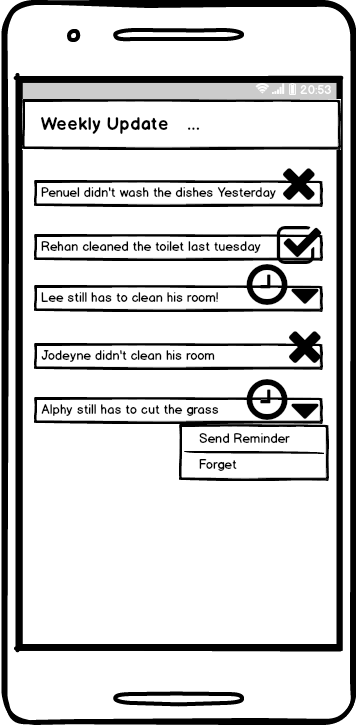 20:53
Weekly Update ...
Penuel didn't wash the dishes Yesterday
Rehan cleaned the toilet last tuesday
Lee still has to clean his room!
Jodeyne didn't clean his room
Alphy still has to cut the grass
Send Reminder
Forget